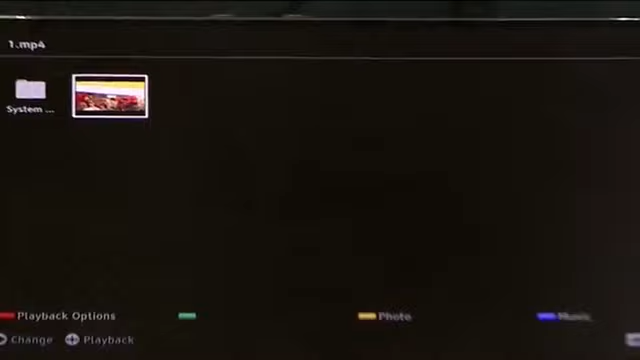 1.mp4
System ...
Playback Options
Photo
Music
Change
Playback